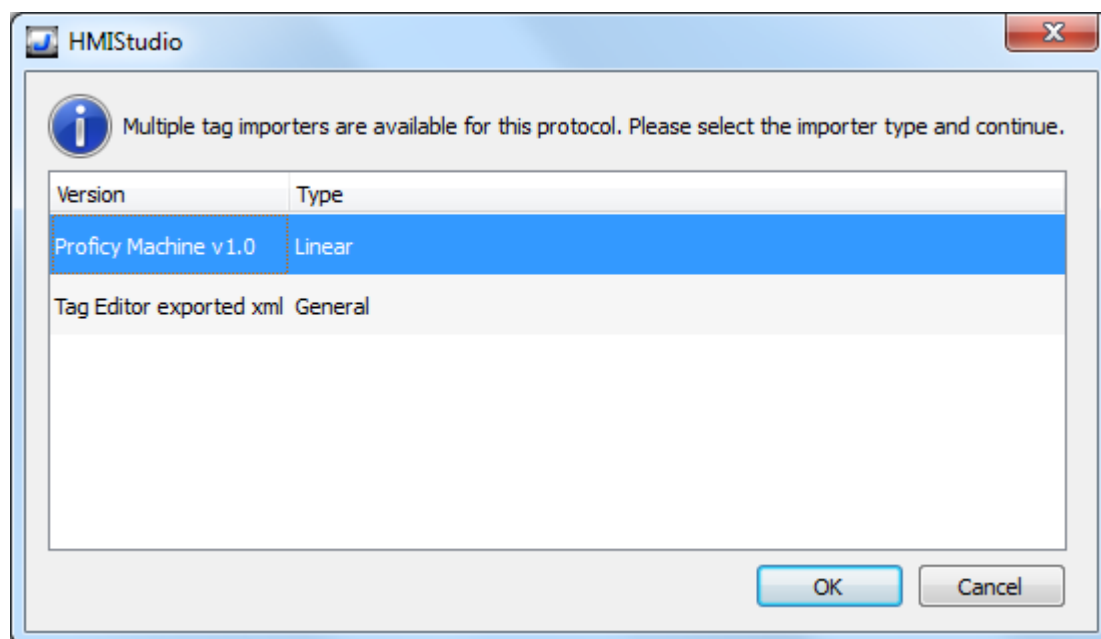 HMIStudio
Multiple tag importers are available for this protocol. Please select the importer type and continue.
Version Type
Proficy Machine v1.0 Linear
Tag Editor exported xml General
OK Cancel